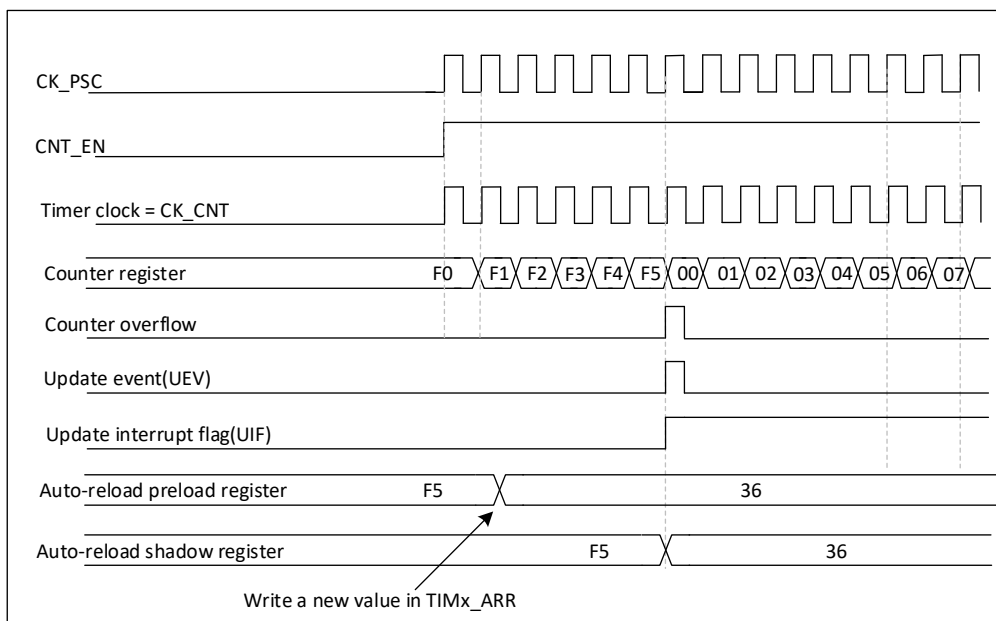 CK_PSC
CNT_EN
Timer clock = CK_CNT
Counter register F0 F1 F2 F3 F4 F5 00 01 02 03 04 05 06 07
Counter overflow
Update event(UEV)
Update interrupt flag(UIF)
Auto-reload preload register F5 36
Auto-reload shadow register F5 36
Write a new value in TIMx_ARR